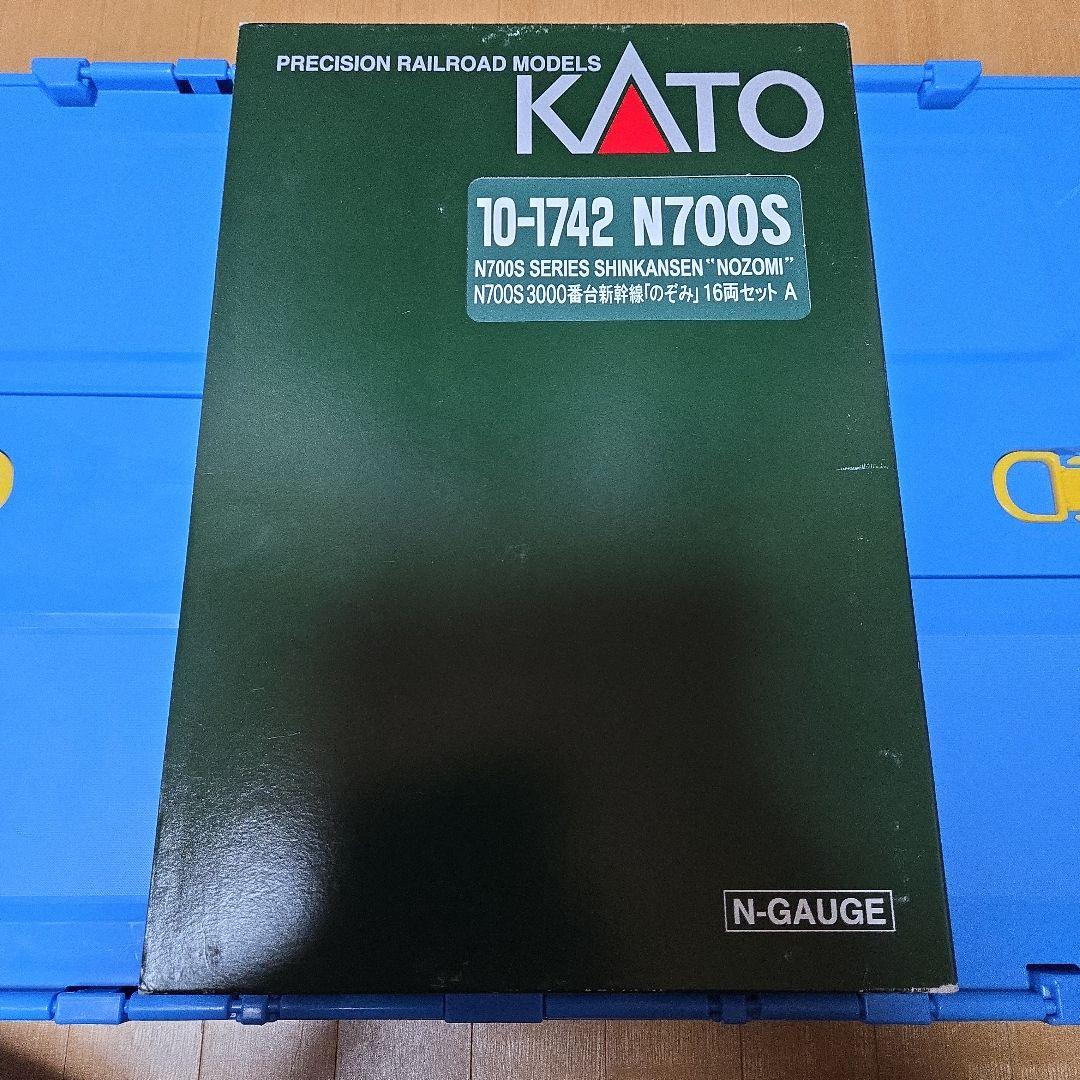 PRECISION RAILROAD MODELS
KATO
10-1742 N700S
N700S SERIES SHINKANSEN "NOZOMI"
N700S 3000番台新幹線「のぞみ」16両セット A
N-GAUGE